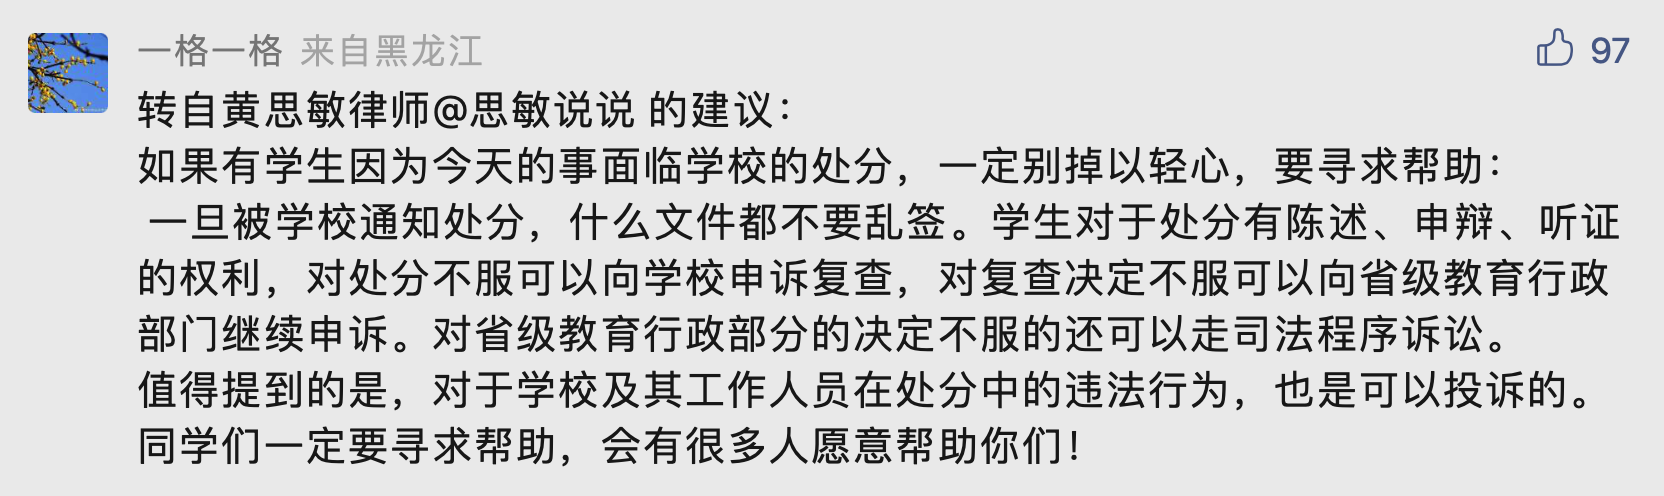 一格一格 来自黑龙江 97
转自黄思敏律师@思敏说说 的建议：
如果有学生因为今天的事面临学校的处分，一定别掉以轻心，要寻求帮助：
一旦被学校通知处分，什么文件都不要乱签。学生对于处分有陈述、申辩、听证
的权利，对处分不服可以向学校申诉复查，对复查决定不服可以向省级教育行政
部门继续申诉。对省级教育行政部分的决定不服的还可以走司法程序诉讼。
值得提到的是，对于学校及其工作人员在处分中的违法行为，也是可以投诉的。
同学们一定要寻求帮助，会有很多人愿意帮助你们！